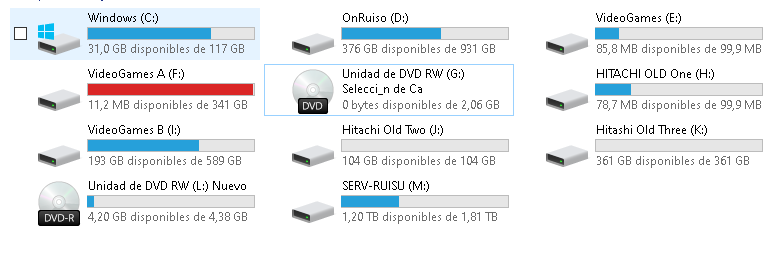 Windows (C:)
31,0 GB disponibles de 117 GB
OnRuiso (D:)
376 GB disponibles de 931 GB
VideoGames (E:)
85,8 MB disponibles de 99,9 MB
VideoGames A (F:)
11,2 MB disponibles de 341 GB
DVD
Unidad de DVD RW (G:)
Selecci_n de Ca
0 bytes disponibles de 2,06 GB
HITACHI OLD One (H:)
78,7 MB disponibles de 99,9 MB
VideoGames B (I:)
193 GB disponibles de 589 GB
Hitachi Old Two (J:)
104 GB disponibles de 104 GB
Hitashi Old Three (K:)
361 GB disponibles de 361 GB
DVD-R
Unidad de DVD RW (L:) Nuevo
4,20 GB disponibles de 4,38 GB
SERV-RUISU (M:)
1,20 TB disponibles de 1,81 TB